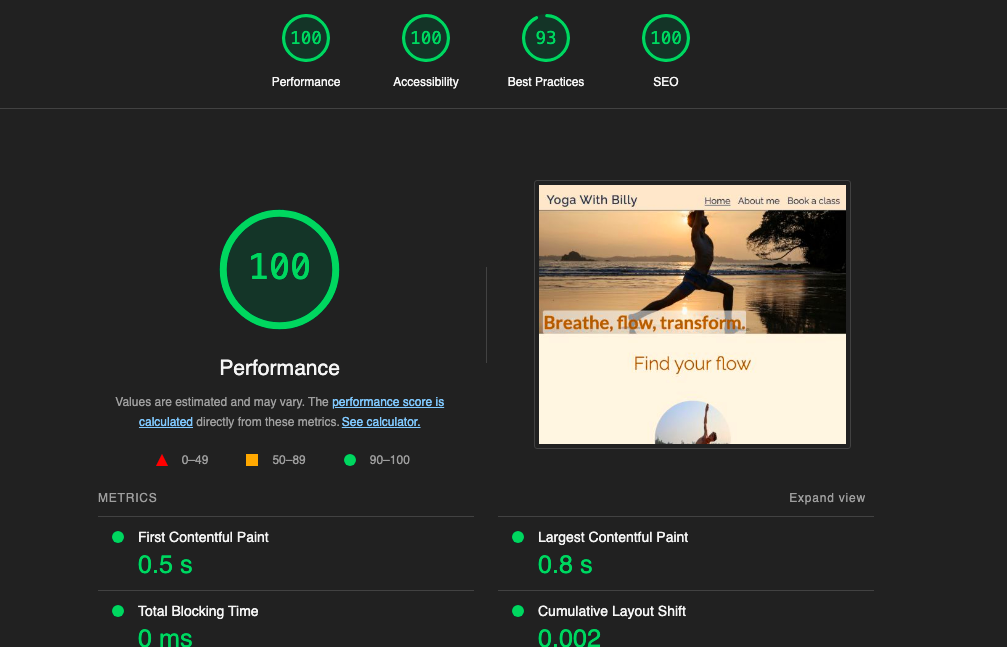 100 100 93 100
Performance Accessibility Best Practices SEO
100
Performance
Values are estimated and may vary. The performance score is
calculated directly from these metrics. See calculator.
0–49 50–89 90–100
Yoga With Billy Home About me Book a class
Breathe, flow, transform.
Find your flow
METRICS Expand view
First Contentful Paint
0.5 s
Largest Contentful Paint
0.8 s
Total Blocking Time
0 ms
Cumulative Layout Shift
0.002